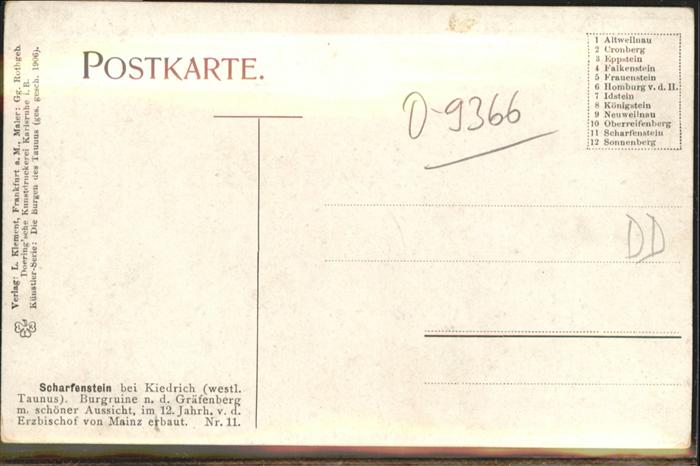 POSTKARTE.
1 Altweilnau
2 Cronberg
3 Eppstein
4 Falkenstein
5 Frauenstein
6 Homburg v. d. H.
7 Idstein
8 Königstein
9 Neuweilnau
10 Oberreifenberg
11 Scharfenstein
12 Sonnenberg
D-9366
DD
Verlag: L. Klement, Frankfurt a. M., Maler: Gg. Rothgeb.
Doering'sche Kunstdruckerei Karlsruhe i. B.
Künstler-Serie: Die Burgen des Taunus (ges. gesch. 1906).
Scharfenstein bei Kiedrich (westl.
Taunus). Burgruine n. d. Gräfenberg
m. schöner Aussicht, im 12. Jahrh. v. d.
Erzbischof von Mainz erbaut. Nr. 11.